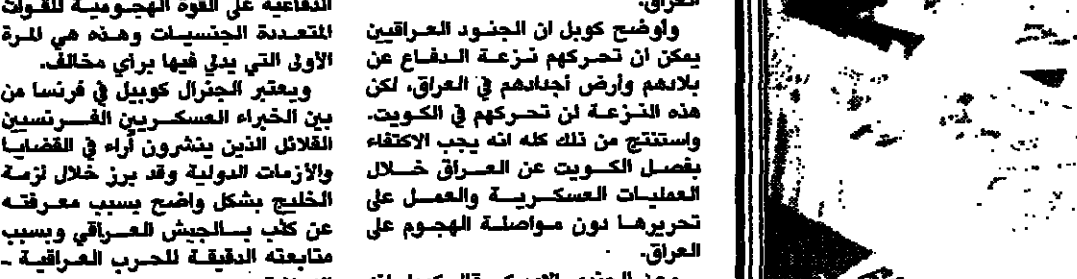 العراق.
واوضح كوبل ان الجنود العراقيين
يمكن ان تحركهم نزعة الدفاع عن
بلادهم وأرض أجدادهم في العراق، لكن
هذه النزعة لن تحركهم في الكويت.
واستنتج من ذلك كله انه يجب الاكتفاء
بفصل الكويت عن العراق خلال
العمليات العسكرية والعمل على
تحريرها دون مواصلة الهجوم على
العراق.
الدفاعية على القوة الهجومية للقوات
المتعددة الجنسيات وهذه هي المرة
الأولى التي يدلي فيها برأي مخالف.
ويعتبر الجنرال كوبيل في فرنسا من
بين الخبراء العسكريين الفرنسيين
القلائل الذين ينشرون أراء في القضايا
والأزمات الدولية وقد برز خلال ازمة
الخليج بشكل واضح بسبب معرفته
عن كثب بالجيش العراقي وبسبب
متابعته الدقيقة للحرب العراقية ـ